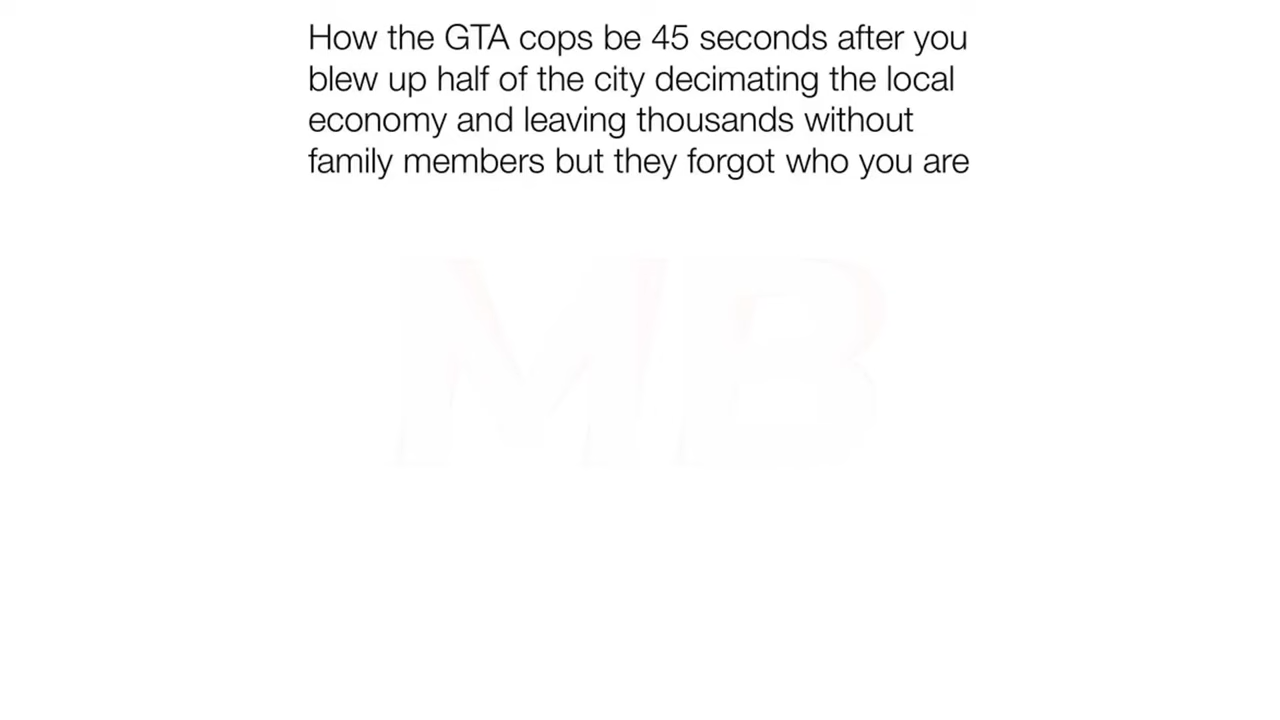 How the GTA cops be 45 seconds after you
blew up half of the city decimating the local
economy and leaving thousands without
family members but they forgot who you are
MB